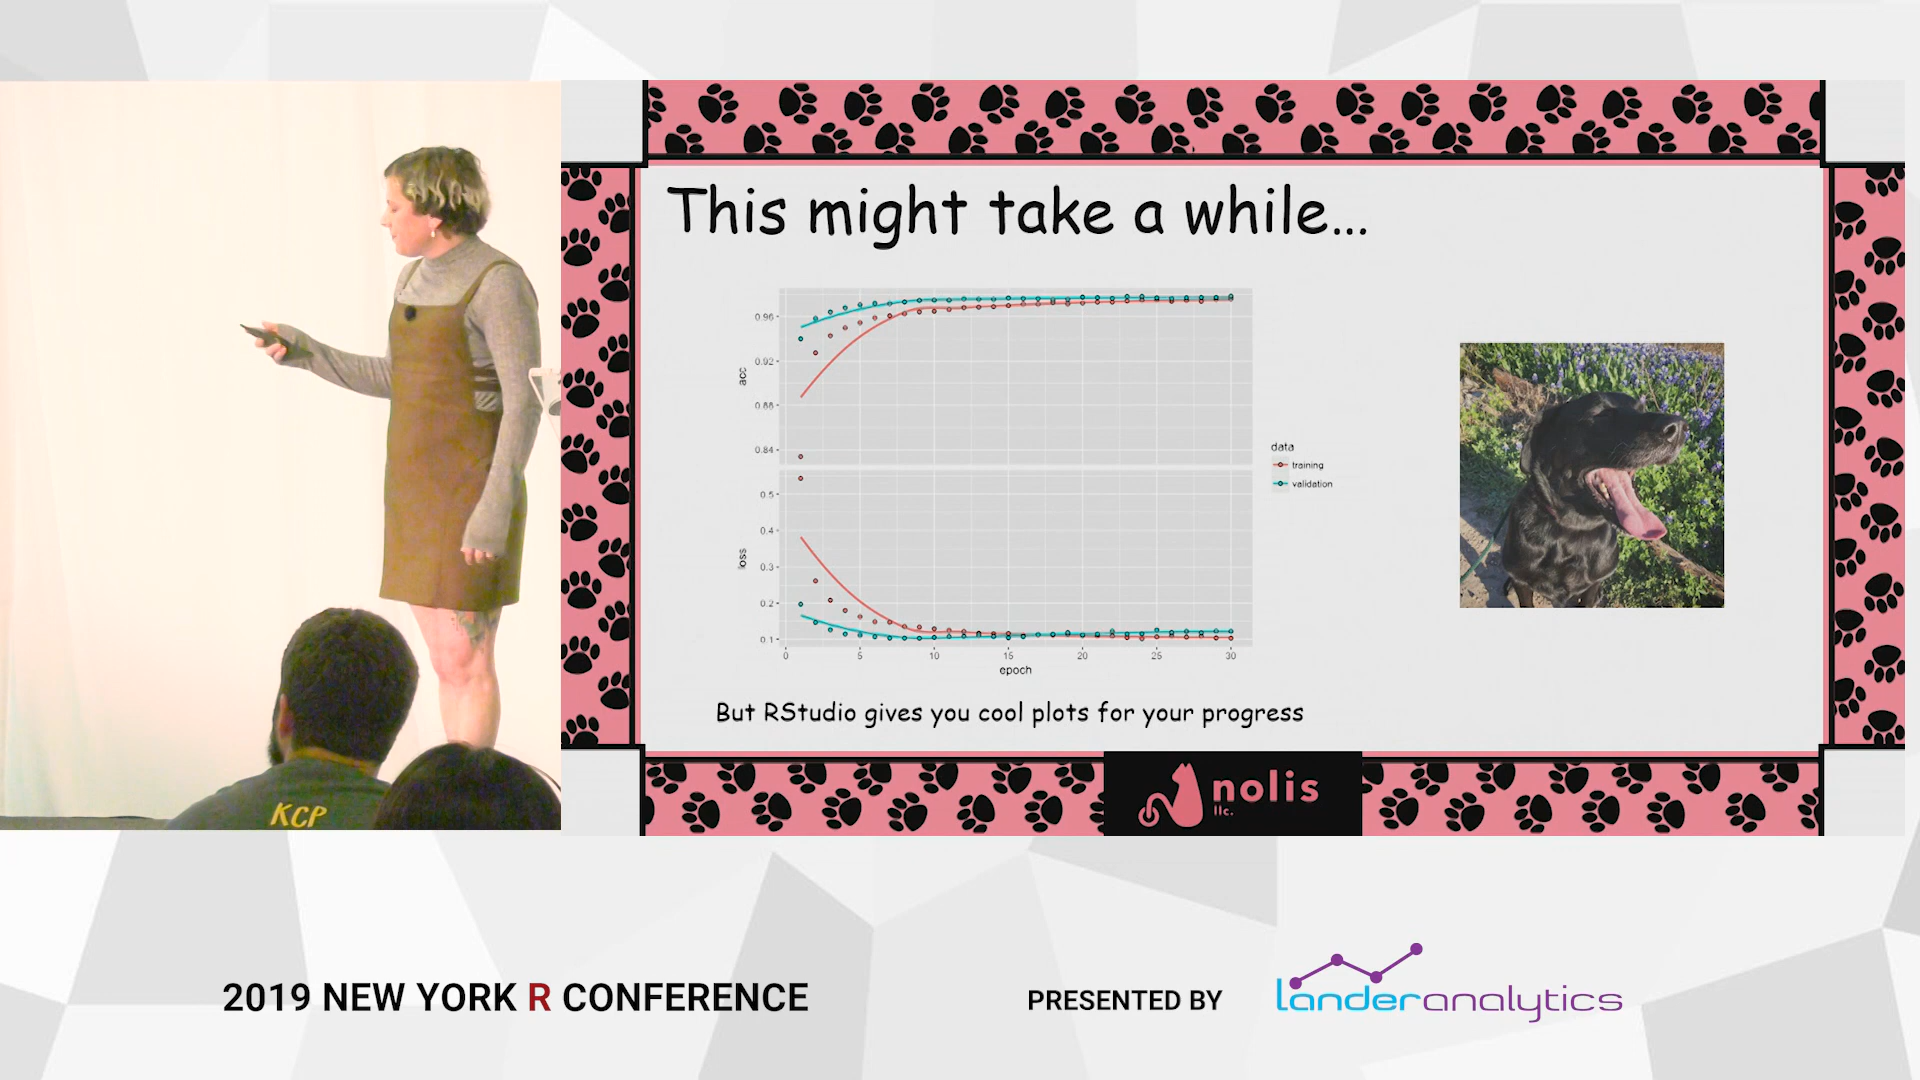 This might take a while...
acc
0.96
0.92
0.88
0.84
loss
0.5
0.4
0.3
0.2
0.1
0 5 10 15 20 25 30
epoch
data
training
validation
But RStudio gives you cool plots for your progress
nolis
llc.
KCP
2019 NEW YORK R CONFERENCE
PRESENTED BY
landeranalytics